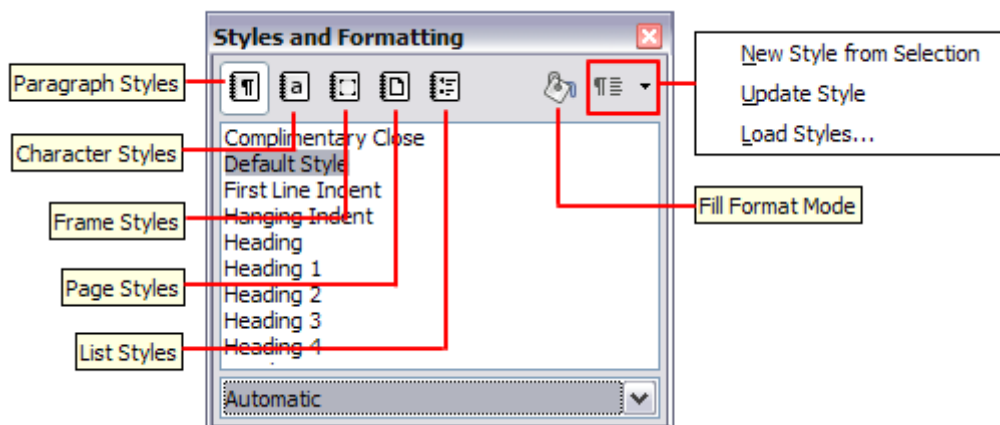 Styles and Formatting
Paragraph Styles
Character Styles
Frame Styles
Page Styles
List Styles
a
Complimentary Close
Default Style
First Line Indent
Hanging Indent
Heading
Heading 1
Heading 2
Heading 3
Heading 4
Automatic
New Style from Selection
Update Style
Load Styles...
Fill Format Mode